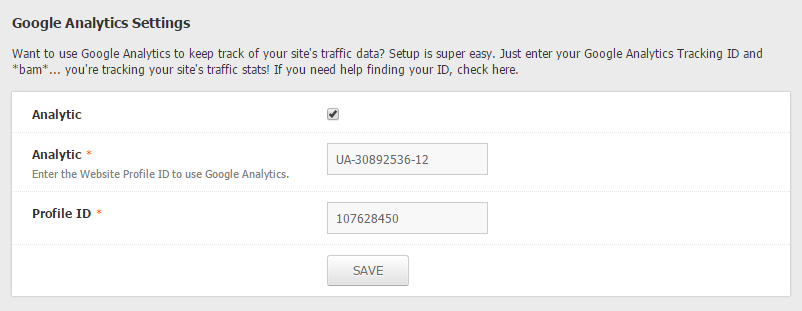 Google Analytics Settings
Want to use Google Analytics to keep track of your site's traffic data? Setup is super easy. Just enter your Google Analytics Tracking ID and
*bam*... you're tracking your site's traffic stats! If you need help finding your ID, check here.
Analytic
Analytic *
UA-30892536-12
Enter the Website Profile ID to use Google Analytics.
Profile ID *
107628450
SAVE